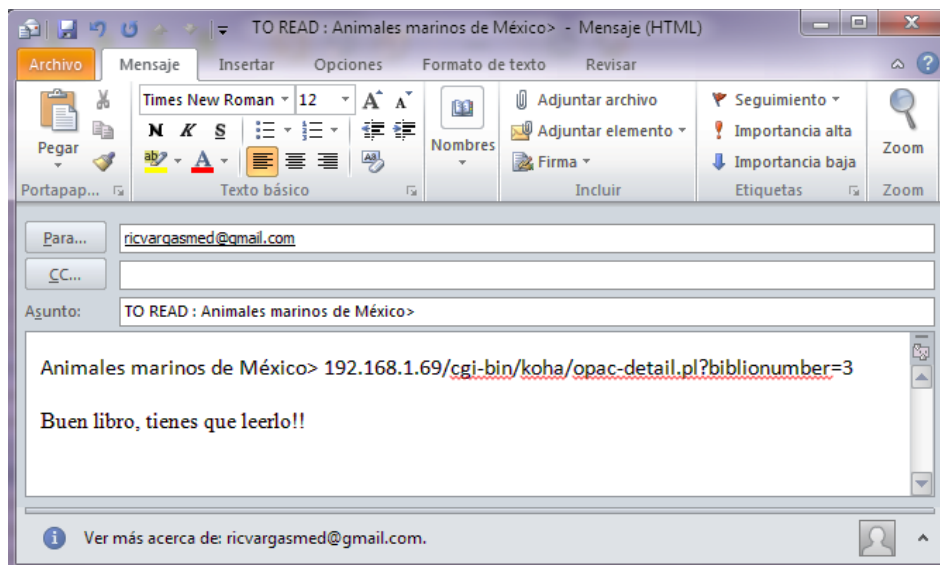 TO READ : Animales marinos de México> - Mensaje (HTML)
Archivo Mensaje Insertar Opciones Formato de texto Revisar
Times New Roman 12 A A Adjuntar archivo Seguimiento
Pegar N K S Nombres Adjuntar elemento Importancia alta Zoom
ab A Firma Importancia baja
Portapap... Texto básico Incluir Etiquetas Zoom
Para... ricvargasmed@gmail.com
CC...
Asunto: TO READ : Animales marinos de México>
Animales marinos de México> 192.168.1.69/cgi-bin/koha/opac-detail.pl?biblionumber=3
Buen libro, tienes que leerlo!!
Ver más acerca de: ricvargasmed@gmail.com.